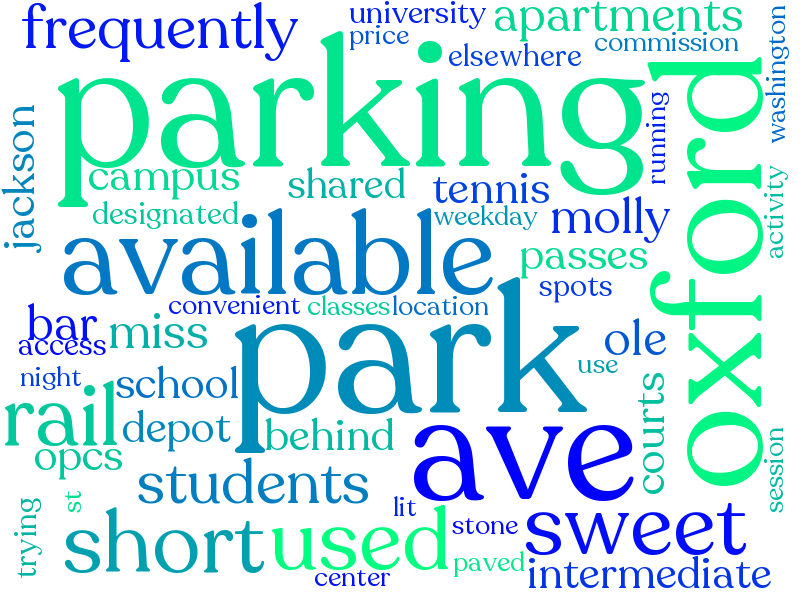 frequently
university
apartments
price
elsewhere
commission
washington
parking
oxford
running
jackson
campus
shared
tennis
designated
weekday
molly
activity
available
passes
spots
convenient
classes
location
bar
access
miss
park
ole
night
school
use
rail
depot
behind
courts
opcs
ave
students
session
st
trying
lit
short
used
stone
sweet
paved
center
intermediate